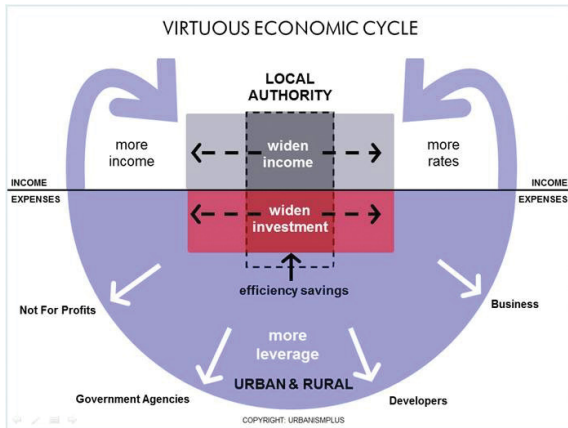 VIRTUOUS ECONOMIC CYCLE
LOCAL
AUTHORITY
more
income
widen
income
more
rates
INCOME
INCOME
EXPENSES
EXPENSES
widen
investment
efficiency savings
Not For Profits
Business
more
leverage
URBAN & RURAL
Government Agencies
Developers
COPYRIGHT: URBANISMPLUS